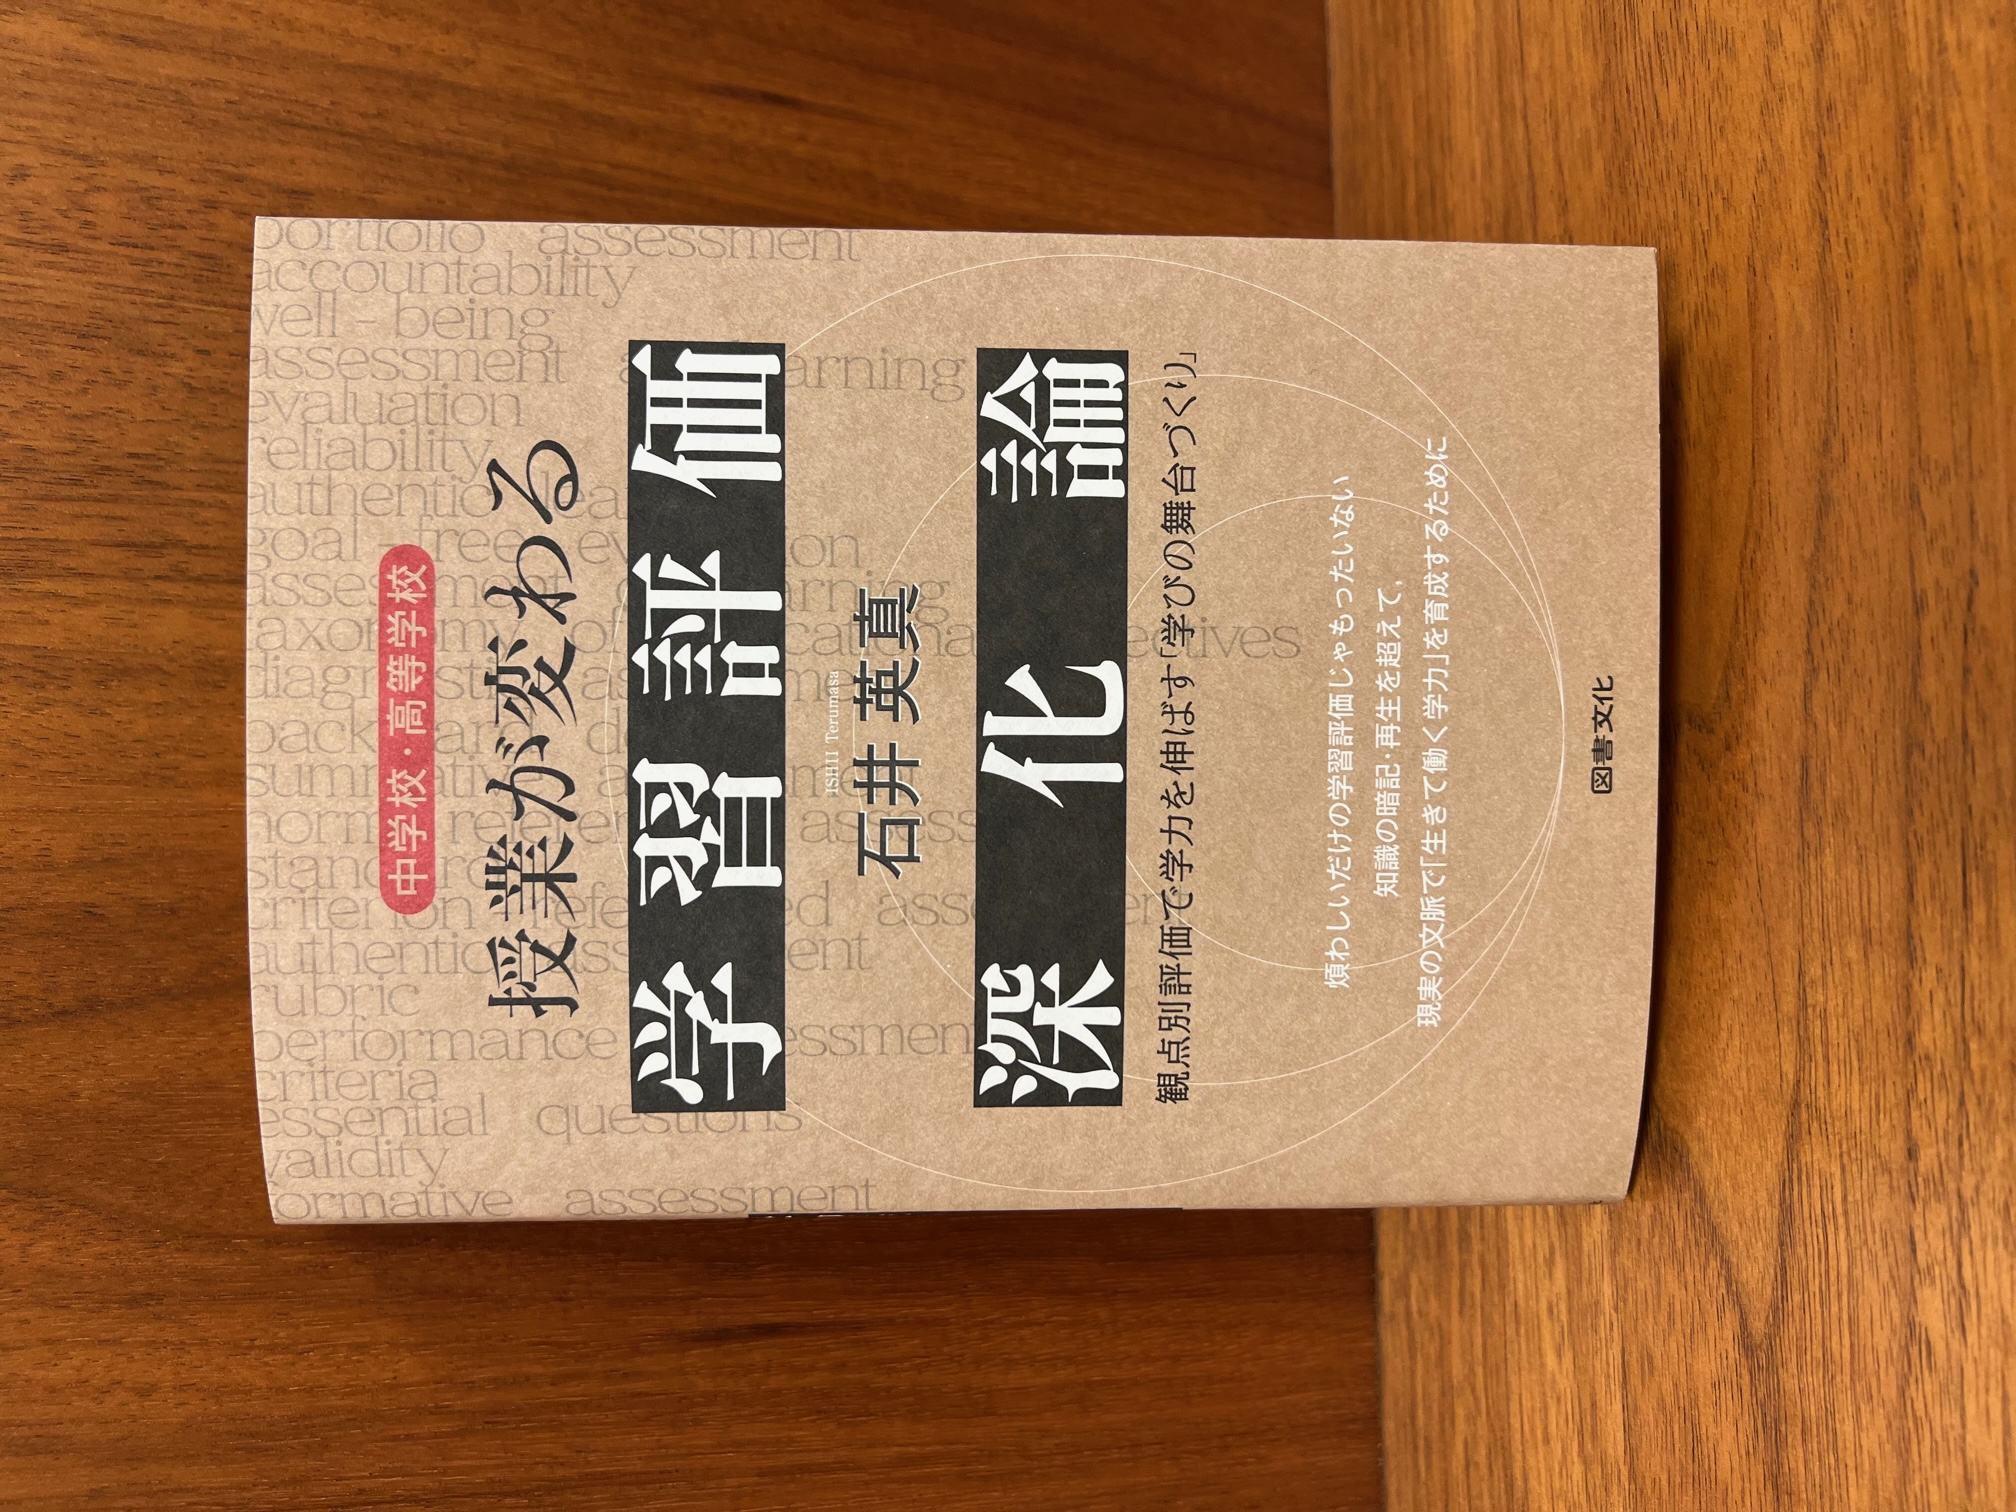 portfolio assessment
accountability
well - being
assessment
evaluation
reliability
中学校・高等学校
授業が変わる
学習評価
ISHII Terumasa
石井 英真
深化論
観点別評価で学力を伸ばす「学びの舞台づくり」
煩わしいだけの学習評価じゃもったいない
知識の暗記・再生を超えて,
現実の文脈で「生きて働く学力」を育成するために
rubric
performance assessment
criteria
essential questions
validity
formative assessment
図書文化